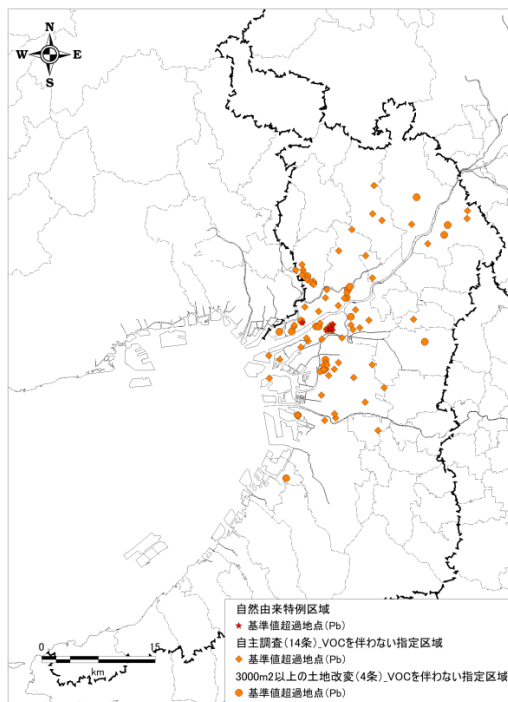 N
W E
S
自然由来特例区域
基準値超過地点(Pb)
自主調査(14条)_VOCを伴わない指定区域
基準値超過地点(Pb)
3000m2以上の土地改変(4条)_VOCを伴わない指定区域
基準値超過地点(Pb)
0 15
km